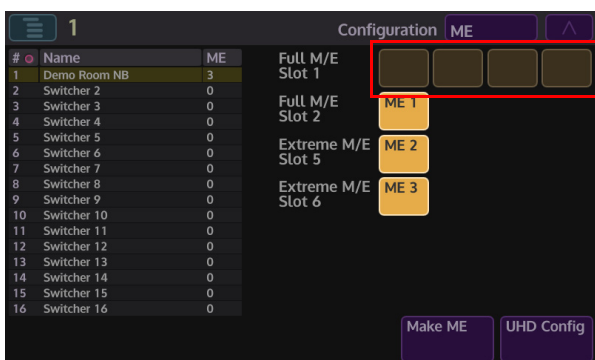 1
Configuration ME
# Name ME
1 Demo Room NB 3
2 Switcher 2 0
3 Switcher 3 0
4 Switcher 4 0
5 Switcher 5 0
6 Switcher 6 0
7 Switcher 7 0
8 Switcher 8 0
9 Switcher 9 0
10 Switcher 10 0
11 Switcher 11 0
12 Switcher 12 0
13 Switcher 13 0
14 Switcher 14 0
15 Switcher 15 0
16 Switcher 16 0
Full M/E
Slot 1
Full M/E
Slot 2
ME 1
Extreme M/E
Slot 5
ME 2
Extreme M/E
Slot 6
ME 3
Make ME
UHD Config